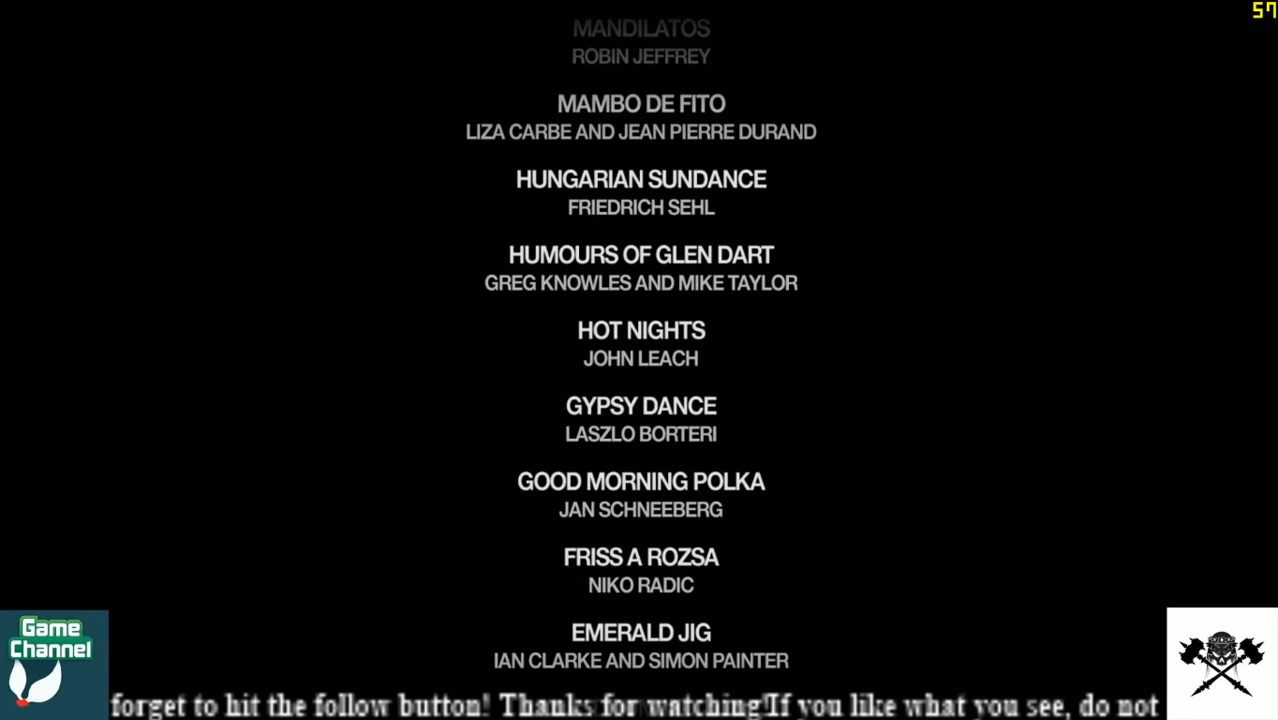 57
MANDILATOS
ROBIN JEFFREY
MAMBO DE FITO
LIZA CARBE AND JEAN PIERRE DURAND
HUNGARIAN SUNDANCE
FRIEDRICH SEHL
HUMOURS OF GLEN DART
GREG KNOWLES AND MIKE TAYLOR
HOT NIGHTS
JOHN LEACH
GYPSY DANCE
LASZLO BORTERI
GOOD MORNING POLKA
JAN SCHNEEBERG
FRISS A ROZSA
NIKO RADIC
EMERALD JIG
IAN CLARKE AND SIMON PAINTER
Game
Channel
forget to hit the follow button! Thanks for watching!If you like what you see, do not